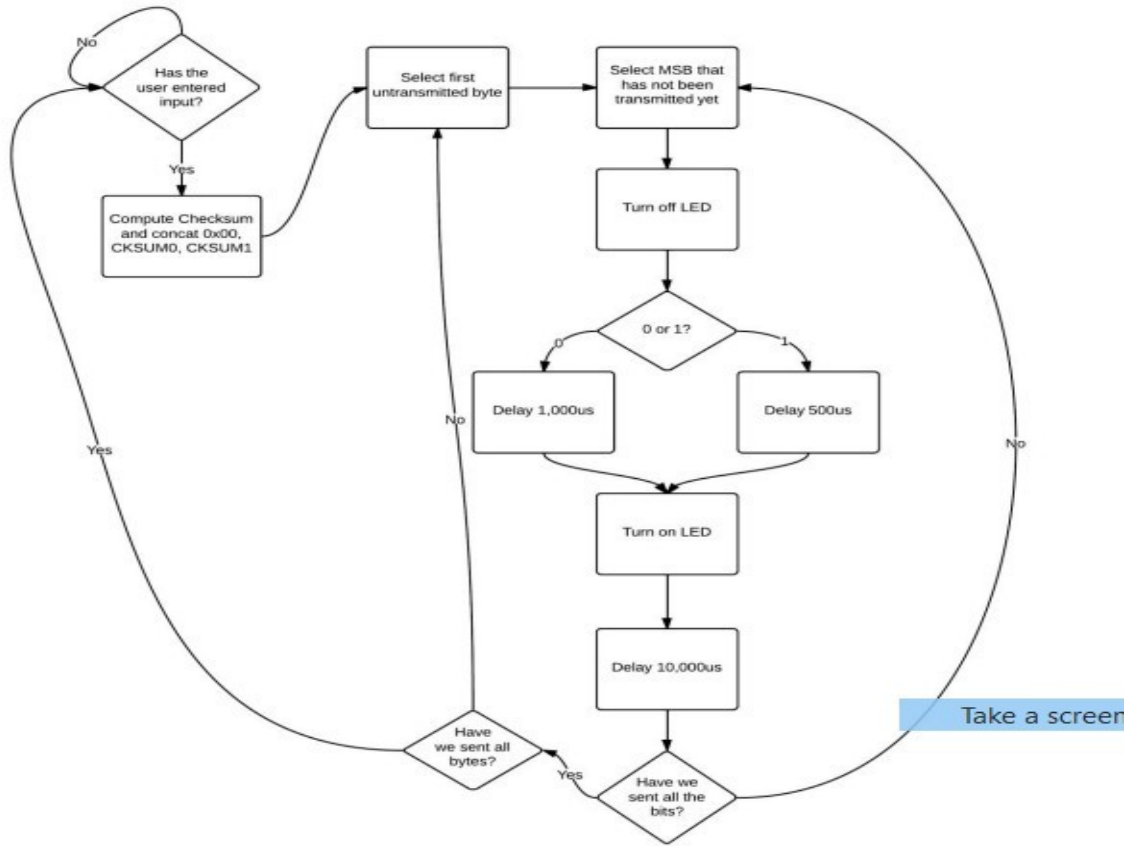 No
Has the
user entered
input?
Yes
Compute Checksum
and concat 0x00,
CKSUM0, CKSUM1
Select first
untransmitted byte
Select MSB that
has not been
transmitted yet
Turn off LED
0 or 1?
0
1
Delay 1,000us
Delay 500us
Turn on LED
Delay 10,000us
Have we
sent all the
bits?
Yes
No
Have
we sent all
bytes?
No
Yes
Take a screen